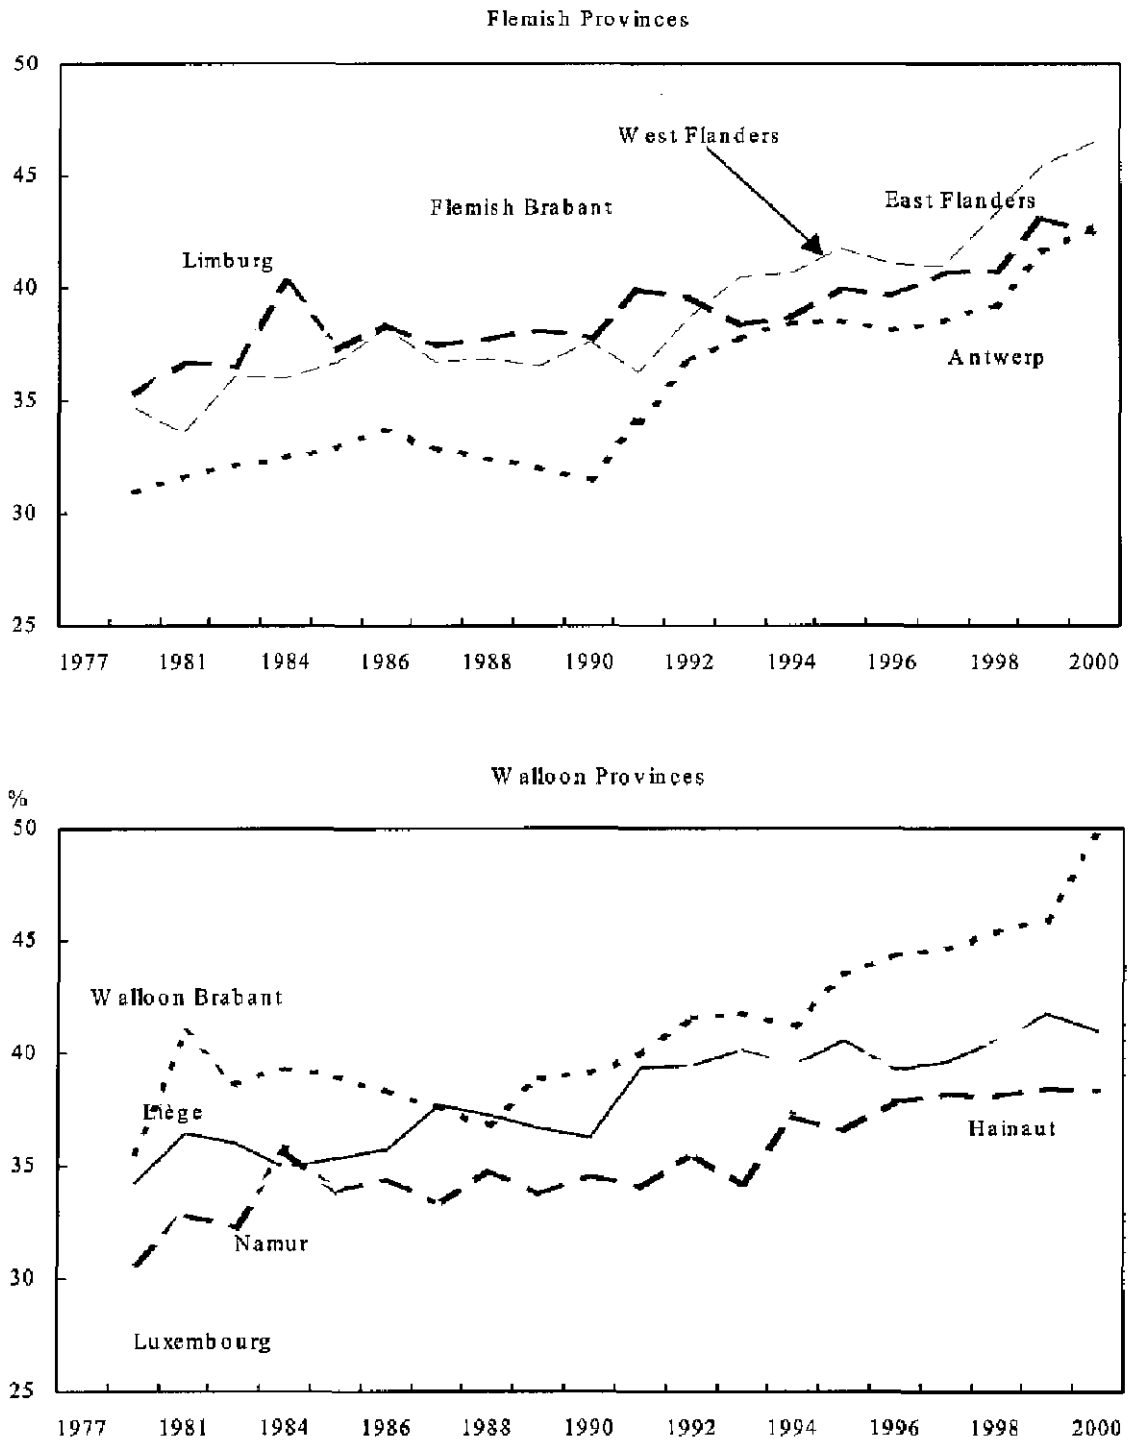 Flemish Provinces
50
West Flanders
45
East Flanders
Flemish Brabant
Limburg
40
Antwerp
35
30
25
1977 1981 1984 1986 1988 1990 1992 1994 1996 1998 2000
Walloon Provinces
%
50
45
Walloon Brabant
40
Liège
Hainaut
35
Namur
30
Luxembourg
25
1977 1981 1984 1986 1988 1990 1992 1994 1996 1998 2000